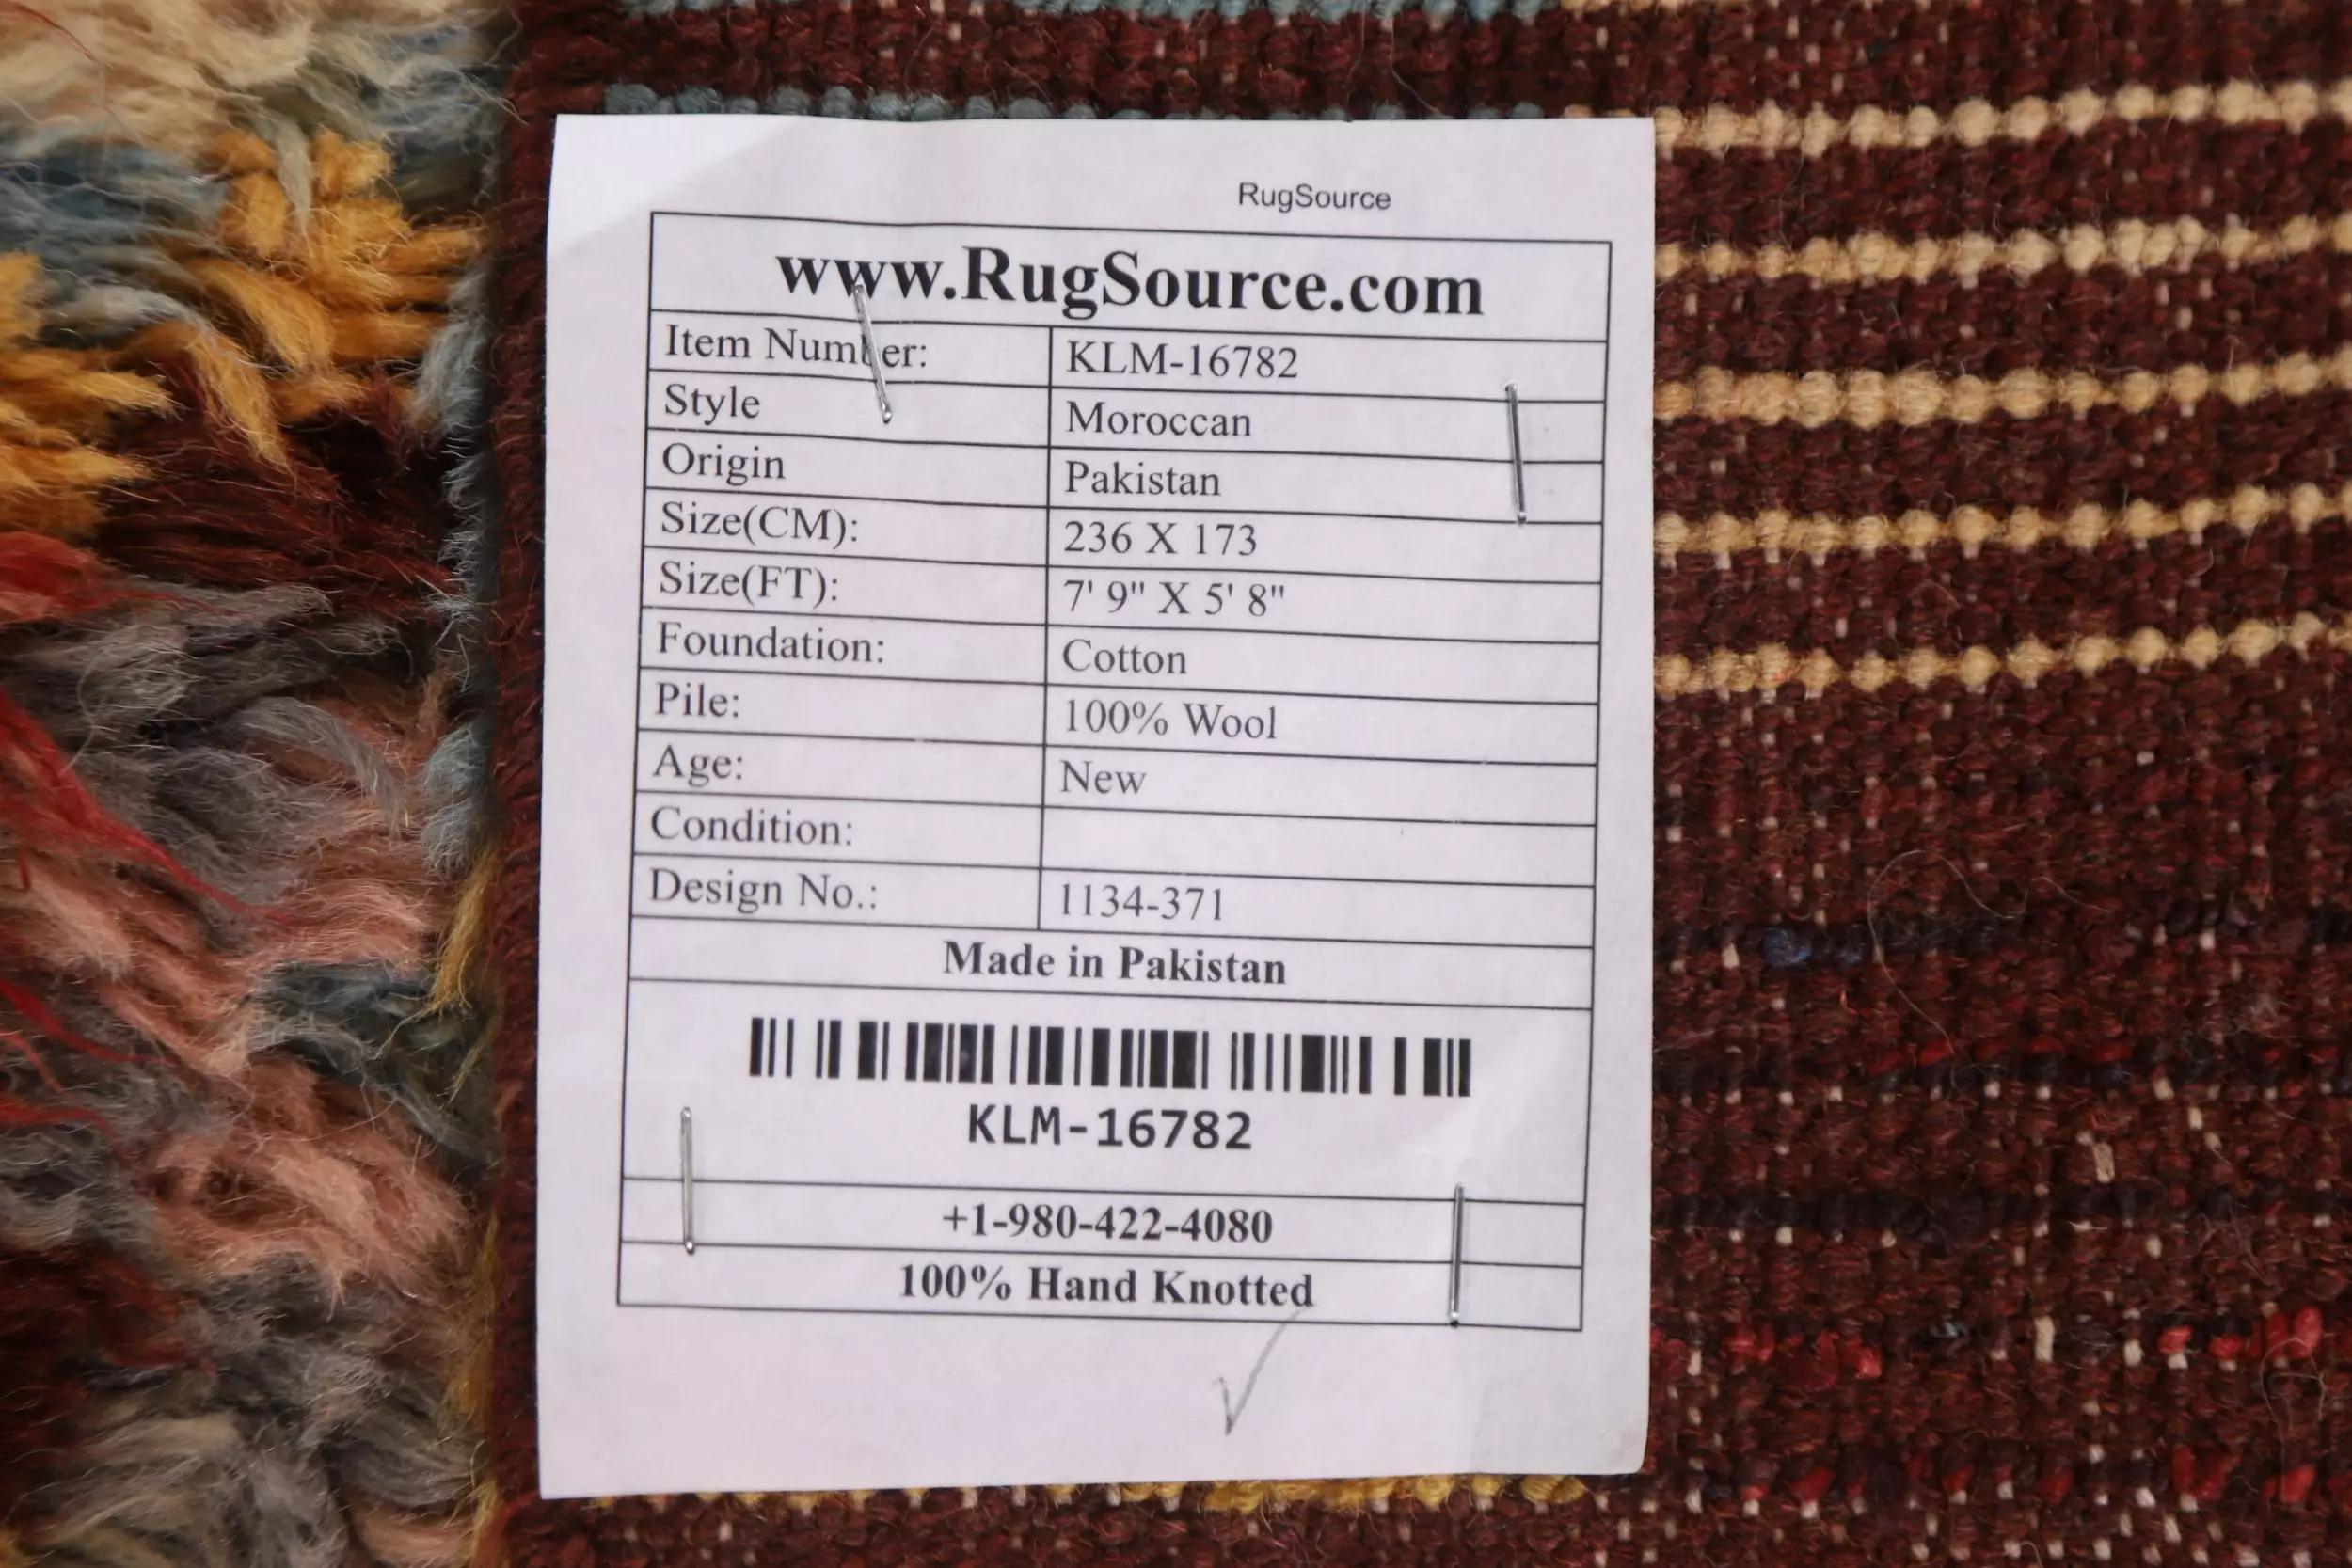 RugSource
www.RugSource.com
Item Number: KLM-16782
Style Moroccan
Origin Pakistan
Size(CM): 236 X 173
Size(FT): 7' 9" X 5' 8"
Foundation: Cotton
Pile: 100% Wool
Age: New
Condition:
Design No.: 1134-371
Made in Pakistan
KLM-16782
+1-980-422-4080
100% Hand Knotted